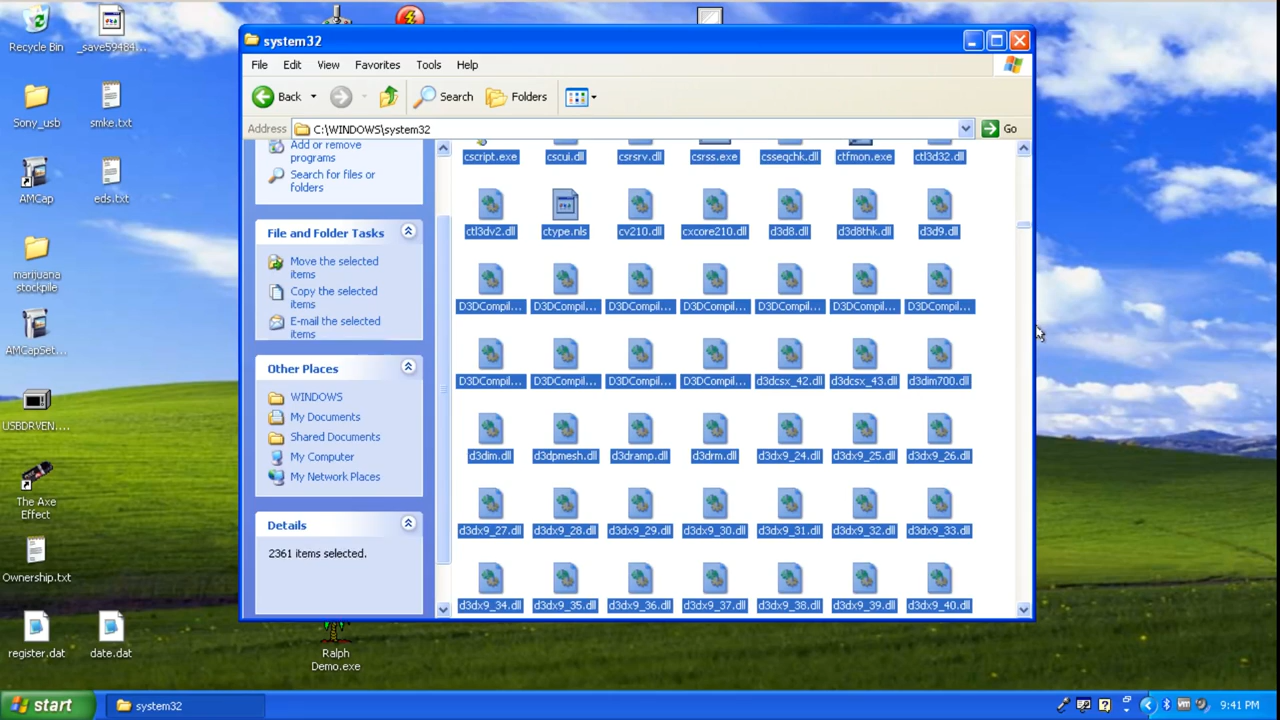 Recycle Bin
_save59484...
Sony_usb
smke.txt
AMCap
eds.txt
marijuana
stockpile
AMCapSet...
USBDRVEN....
The Axe
Effect
Ownership.txt
register.dat
date.dat
Ralph
Demo.exe
system32
File Edit View Favorites Tools Help
Back Search Folders
Address C:\WINDOWS\system32 Go
Add or remove
programs
Search for files or
folders
File and Folder Tasks
Move the selected
items
Copy the selected
items
E-mail the selected
items
Other Places
WINDOWS
My Documents
Shared Documents
My Computer
My Network Places
Details
2361 items selected.
cscript.exe cscui.dll csrsrv.dll csrss.exe csseqchk.dll ctfmon.exe ctl3d32.dll
ctl3dv2.dll ctype.nls cv210.dll cxcore210.dll d3d8.dll d3d8thk.dll d3d9.dll
D3DCompil... D3DCompil... D3DCompil... D3DCompil... D3DCompil... D3DCompil... D3DCompil...
D3DCompil... D3DCompil... D3DCompil... D3DCompil... d3dcsx_42.dll d3dcsx_43.dll d3dim700.dll
d3dim.dll d3dpmesh.dll d3dramp.dll d3drm.dll d3dx9_24.dll d3dx9_25.dll d3dx9_26.dll
d3dx9_27.dll d3dx9_28.dll d3dx9_29.dll d3dx9_30.dll d3dx9_31.dll d3dx9_32.dll d3dx9_33.dll
d3dx9_34.dll d3dx9_35.dll d3dx9_36.dll d3dx9_37.dll d3dx9_38.dll d3dx9_39.dll d3dx9_40.dll
start system32 9:41 PM